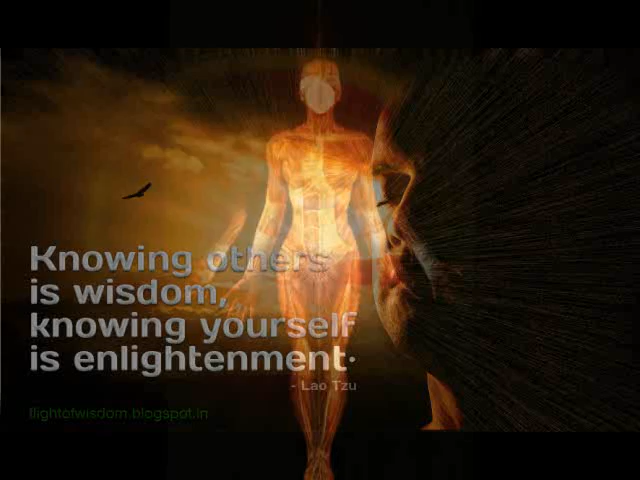 Knowing others
is wisdom,
knowing yourself
is enlightenment.
- Lao Tzu
flightofwisdom.blogspot.in